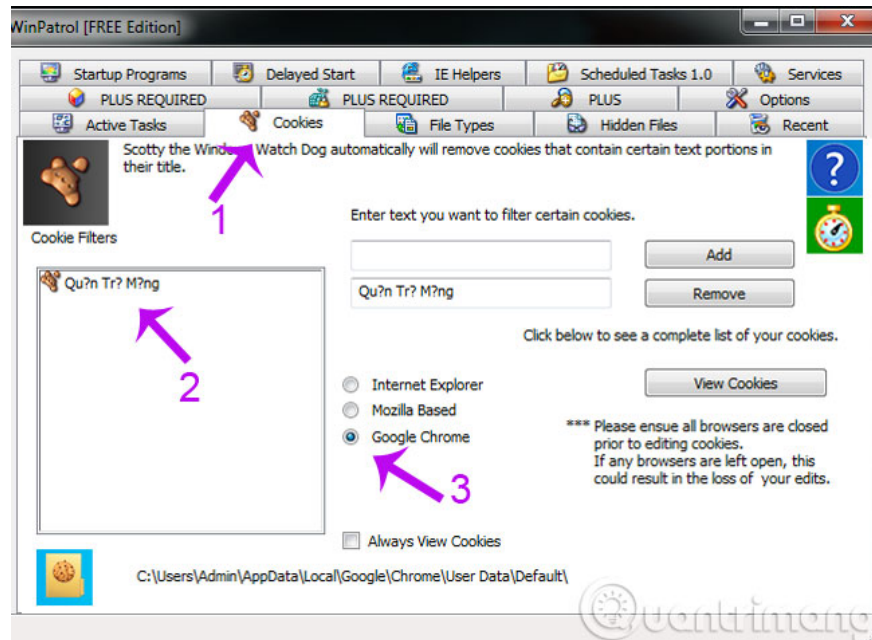 WinPatrol [FREE Edition]
Startup Programs Delayed Start IE Helpers Scheduled Tasks 1.0 Services
PLUS REQUIRED PLUS REQUIRED PLUS Options
Active Tasks Cookies File Types Hidden Files Recent
Scotty the Window Watch Dog automatically will remove cookies that contain certain text portions in
their title.
1
Cookie Filters
Enter text you want to filter certain cookies.
Add
Qu?n Tr? M?ng
Qu?n Tr? M?ng
Remove
2
Click below to see a complete list of your cookies.
Internet Explorer
View Cookies
Mozilla Based
Google Chrome
3
*** Please ensue all browsers are closed
prior to editing cookies.
If any browsers are left open, this
could result in the loss of your edits.
Always View Cookies
C:\Users\Admin\AppData\Local\Google\Chrome\User Data\Default\
Quantrimang